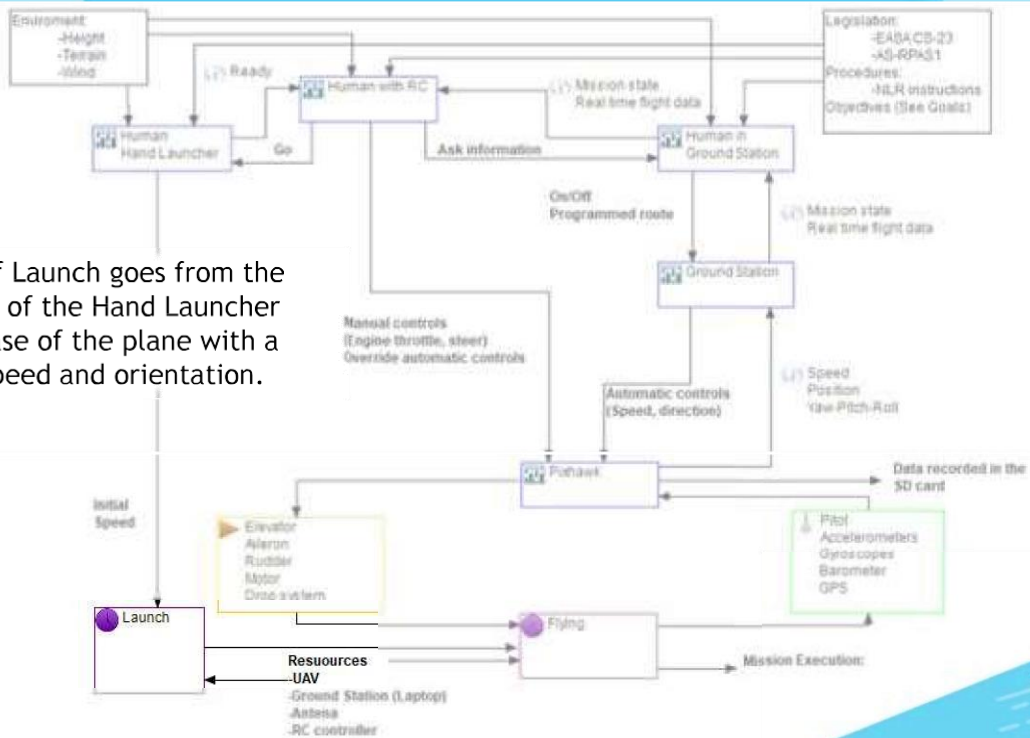 Enviroment:
-Height
-Terrain
-Wind
Legislation:
-EASA CS-23
-AS-RPAS1
Procedures:
-NLR instructions
Objectives (See Goals)
Ready
Human with RC
Mission state
Real time flight data
Human
Hand Launcher
Go
Ask information
Human in
Ground Station
On/Off
Programmed route
Mission state
Real time flight data
Ground Station
Launch goes from the
of the Hand Launcher
of the plane with a
and orientation.
Manual controls
(Engine throttle, steer)
Override automatic controls
Automatic controls
(Speed, direction)
Speed
Position
Yaw-Pitch-Roll
Pixhawk
Data recorded in the
SD card
Initial
Speed
Elevator
Aileron
Rudder
Motor
Drop system
Pitot
Accelerometers
Gyroscopes
Barometer
GPS
Launch
Flying
Resuources
-UAV
-Ground Station (Laptop)
-Antena
-RC controller
Mission Execution: